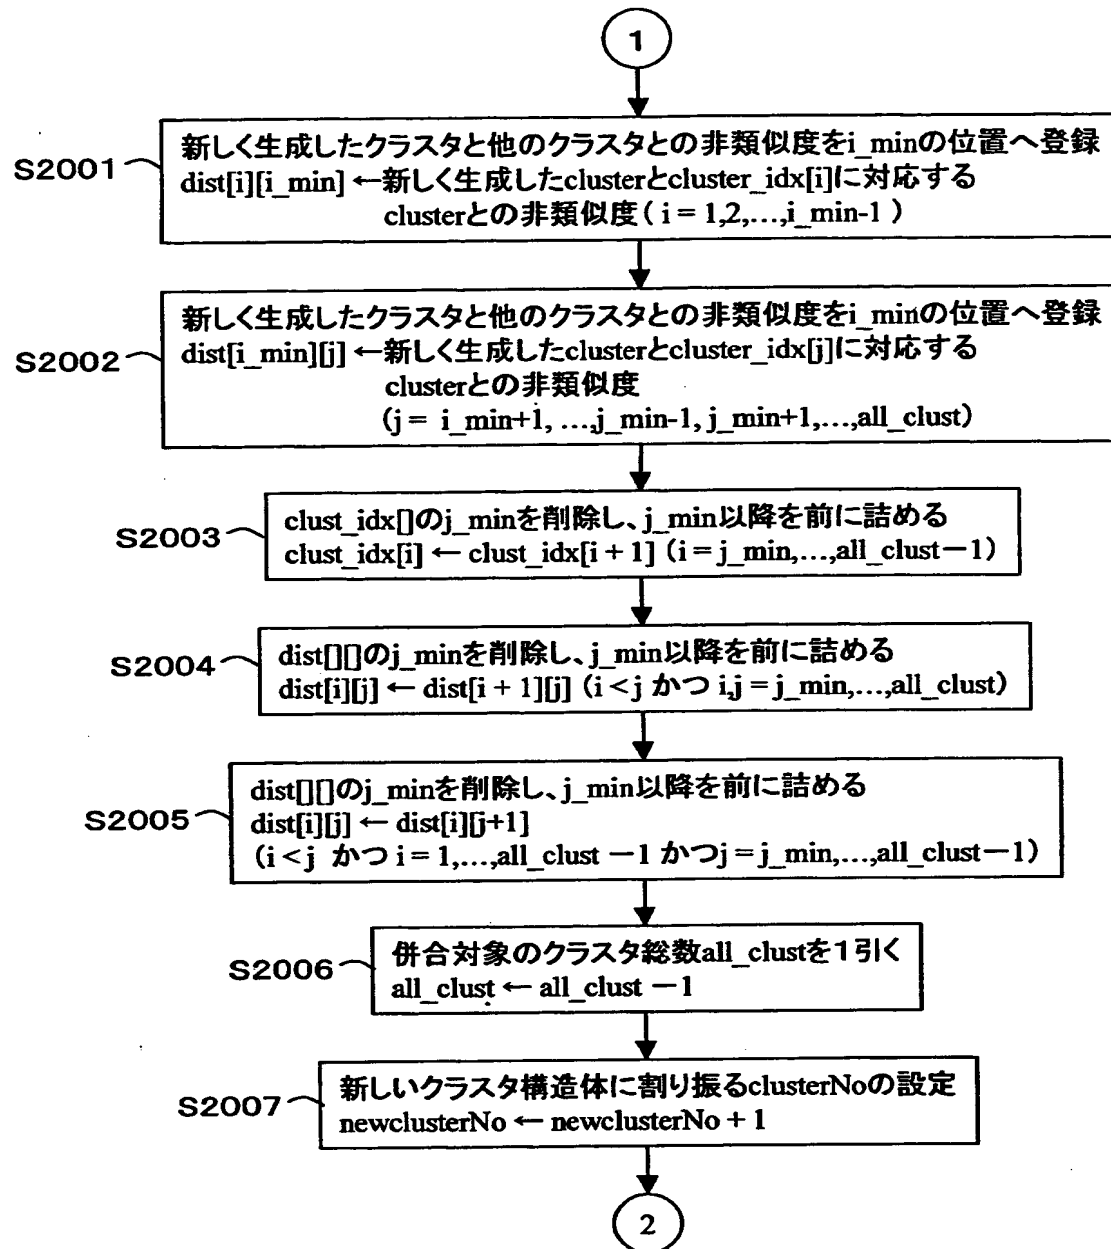 1
S2001
新しく生成したクラスタと他のクラスタとの非類似度をi_minの位置へ登録
dist[i][i_min] ←新しく生成したclusterとcluster_idx[i]に対応する
clusterとの非類似度( i = 1,2,…,i_min-1 )
S2002
新しく生成したクラスタと他のクラスタとの非類似度をi_minの位置へ登録
dist[i_min][j] ←新しく生成したclusterとcluster_idx[j]に対応する
clusterとの非類似度
(j = i_min+1, …,j_min-1, j_min+1,…,all_clust)
S2003
clust_idx[]のj_minを削除し、j_min以降を前に詰める
clust_idx[i] ← clust_idx[i + 1] (i = j_min,…,all_clust－1)
S2004
dist[][]のj_minを削除し、j_min以降を前に詰める
dist[i][j] ← dist[i + 1][j] (i < j かつ i,j = j_min,…,all_clust)
S2005
dist[][]のj_minを削除し、j_min以降を前に詰める
dist[i][j] ← dist[i][j+1]
(i < j かつ i = 1,…,all_clust －1 かつj = j_min,…,all_clust－1)
S2006
併合対象のクラスタ総数all_clustを1引く
all_clust ← all_clust －1
S2007
新しいクラスタ構造体に割り振るclusterNoの設定
newclusterNo ← newclusterNo + 1
2